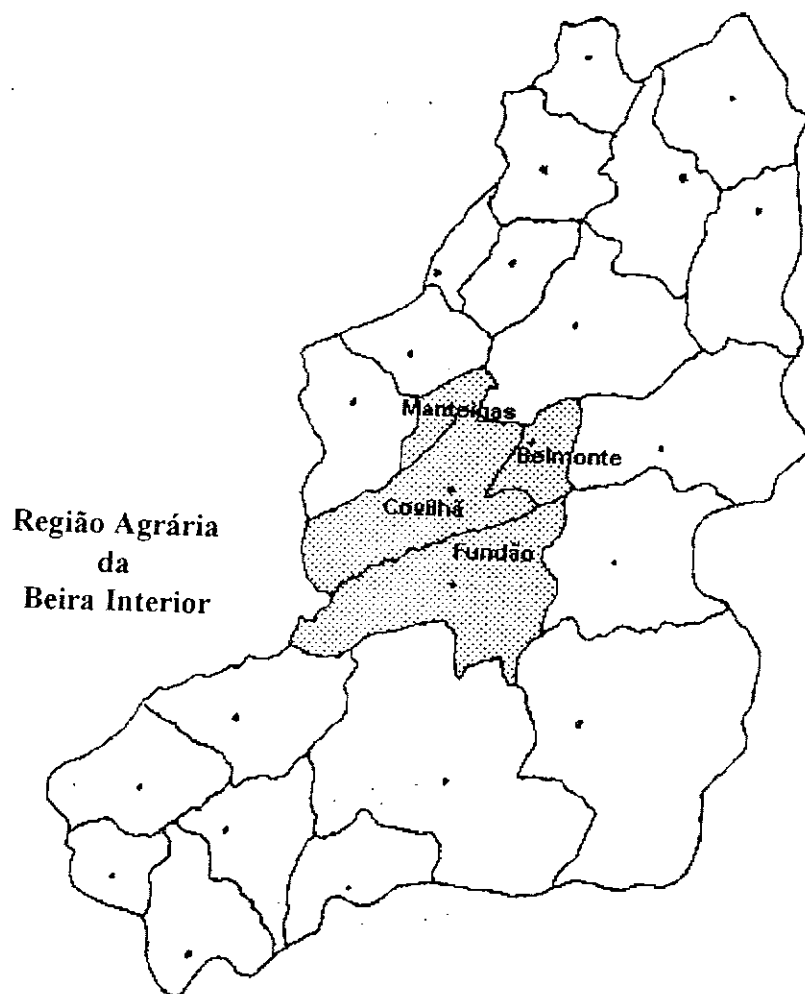 Manteigas
Belmonte
Covilhã
Fundão
Região Agrária
da
Beira Interior